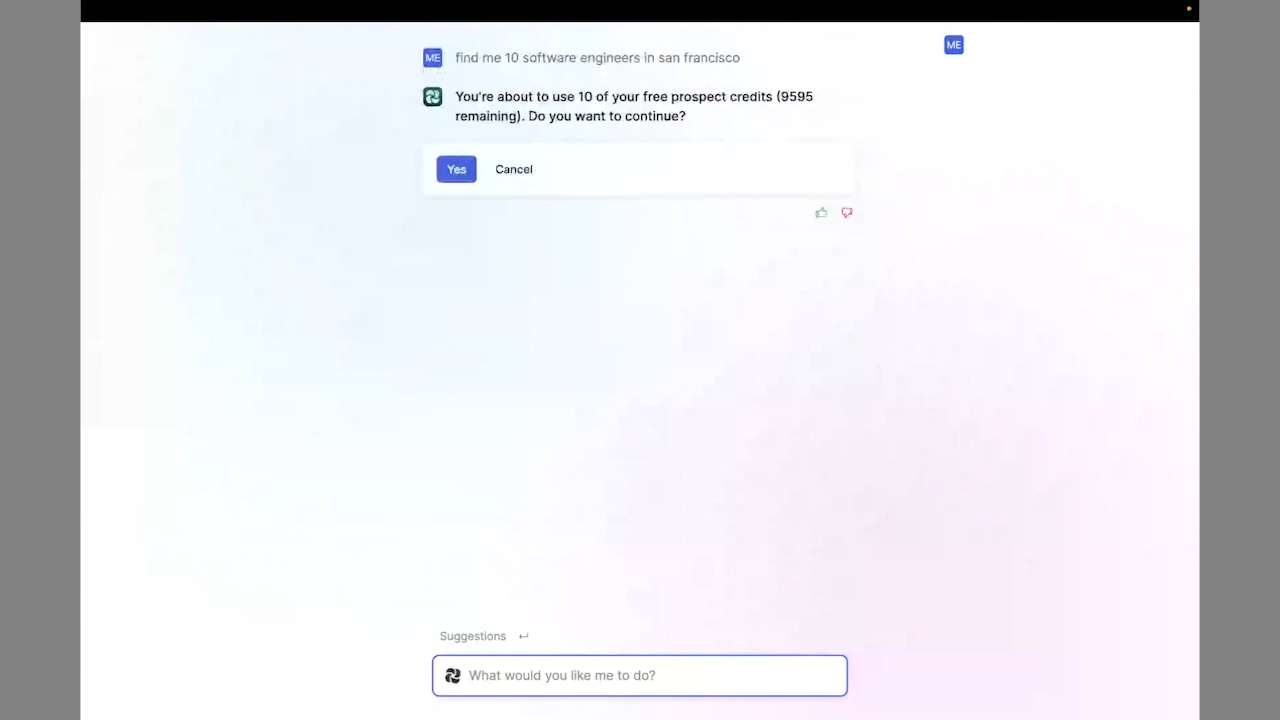 ME
ME find me 10 software engineers in san francisco
You're about to use 10 of your free prospect credits (9595
remaining). Do you want to continue?
Yes Cancel
Suggestions
What would you like me to do?